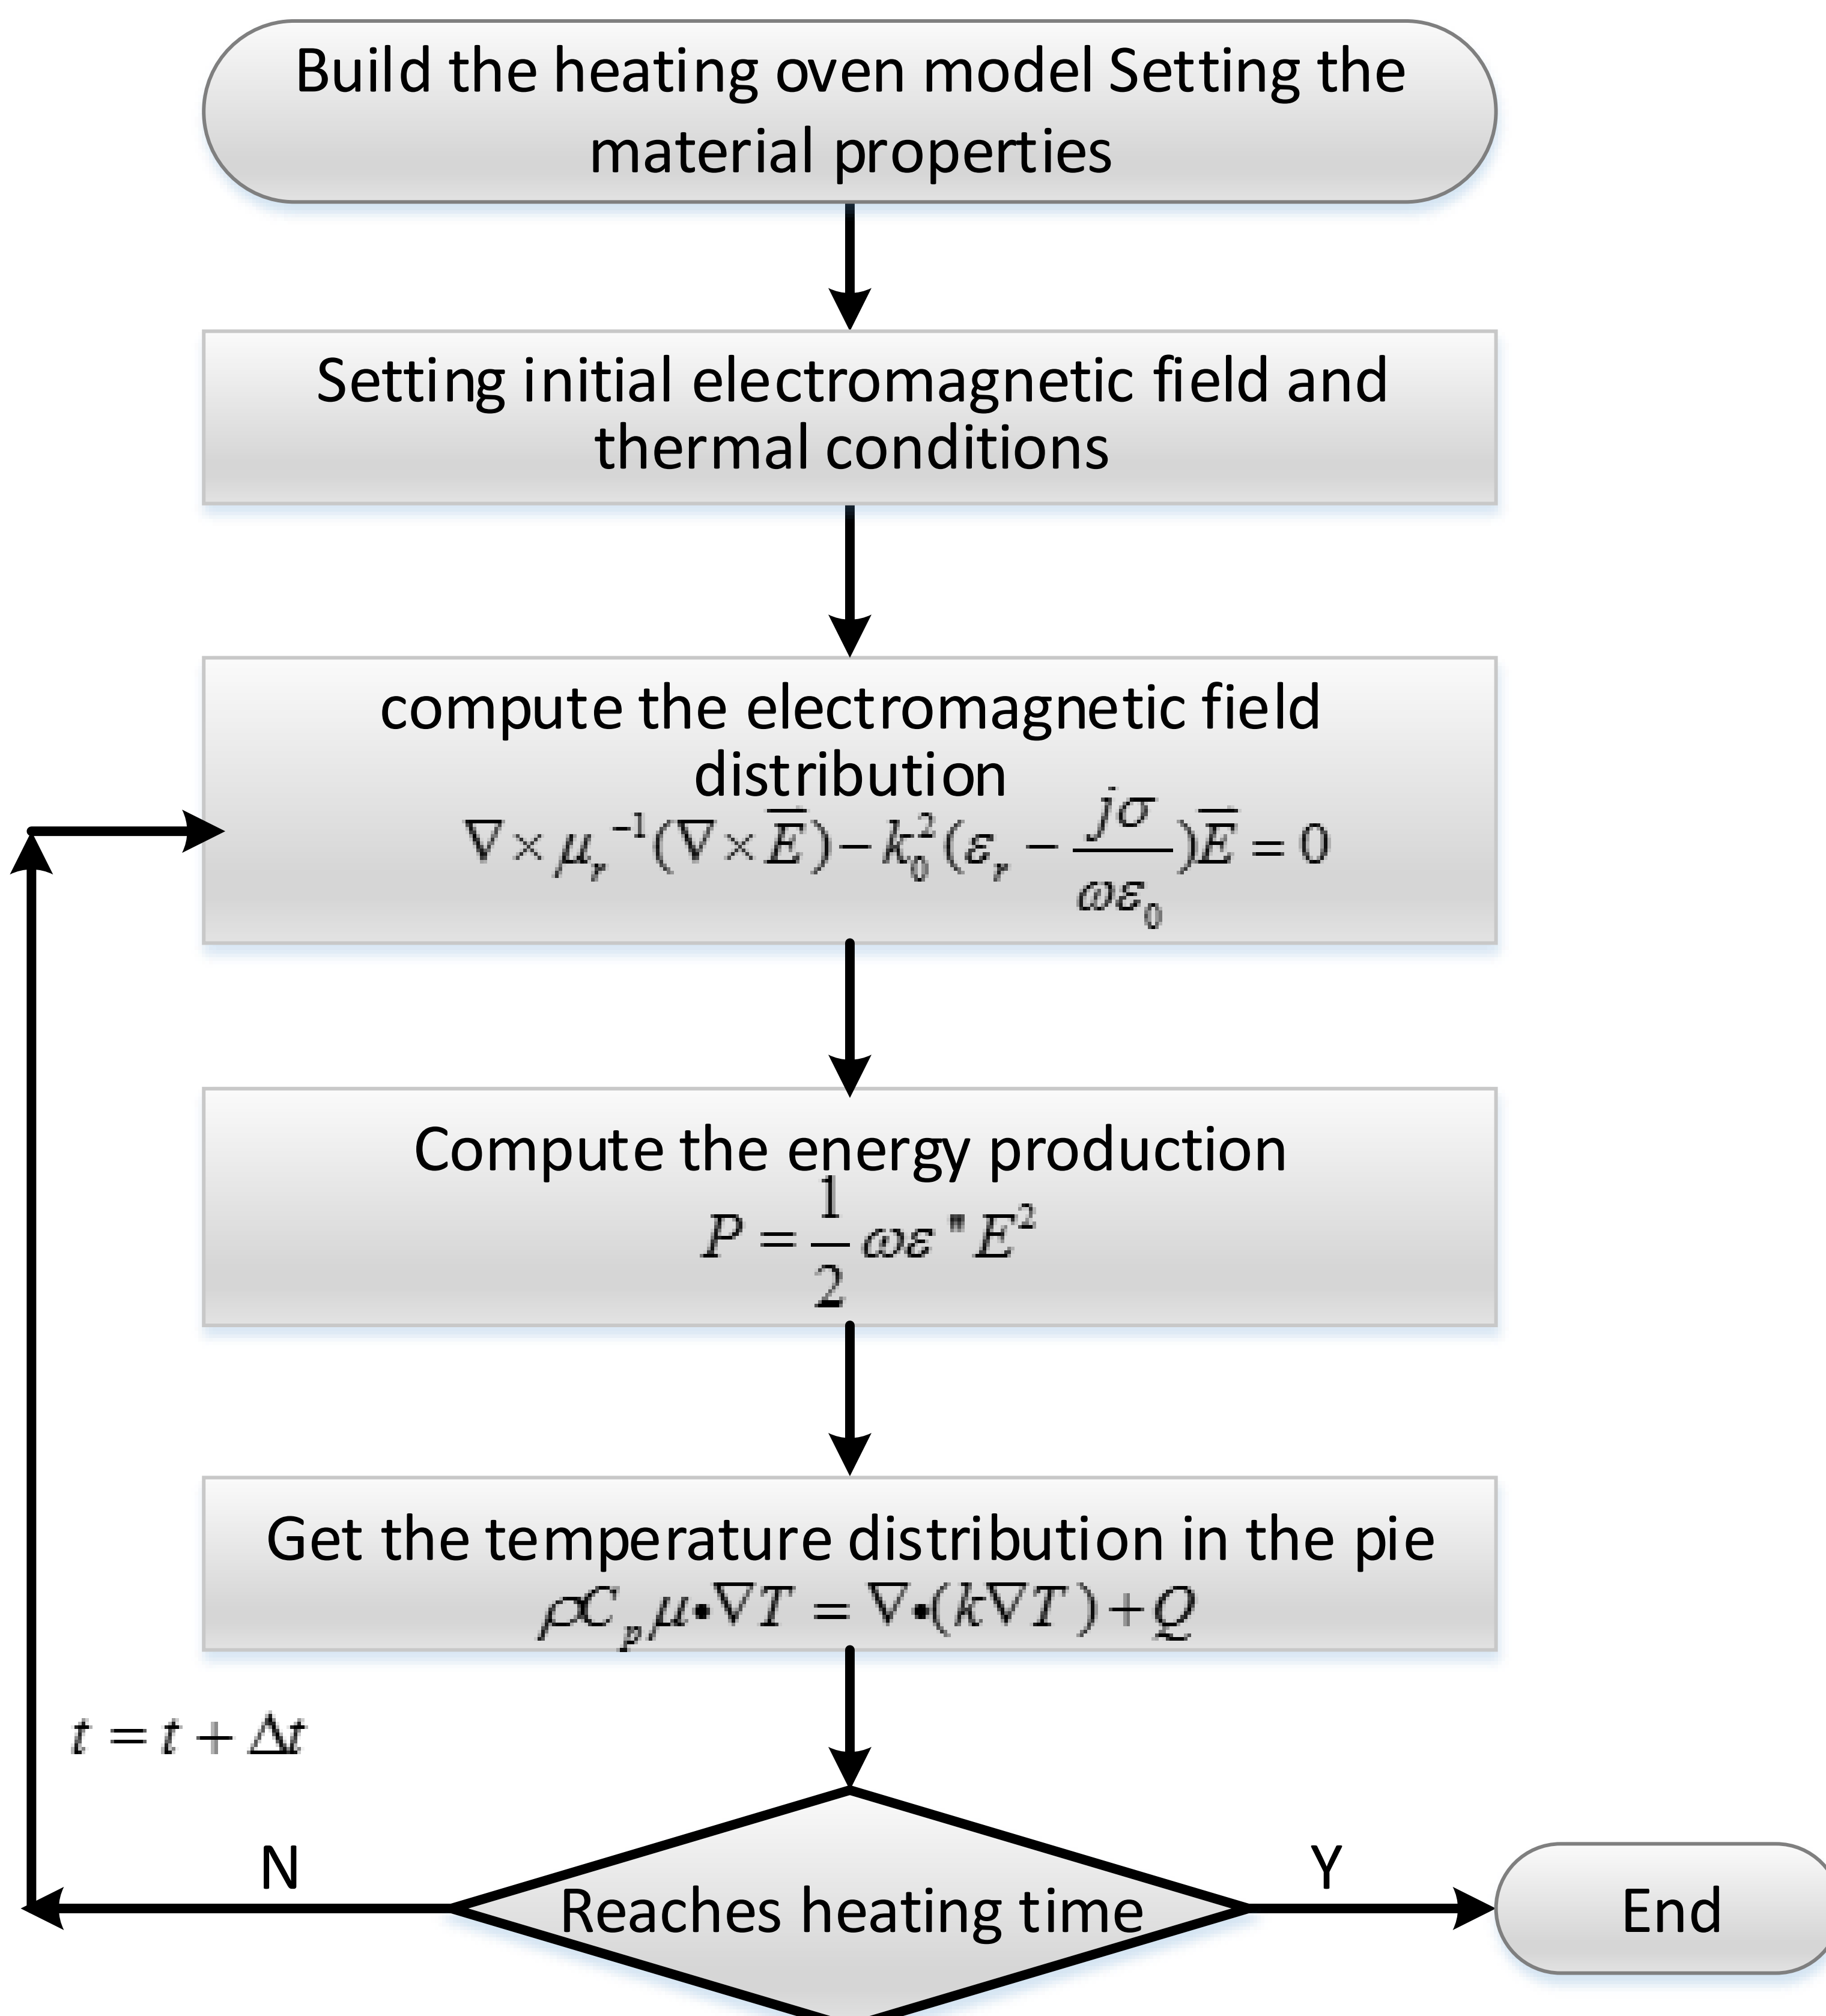 Build the heating oven model Setting the
material properties
Setting initial electromagnetic field and
thermal conditions
compute the electromagnetic field
distribution
∇×μᵣ⁻¹(∇×E̅)−k₀²(εᵣ−jσ/ωε₀)E̅=0
Compute the energy production
P=1/2 ωε"E²
Get the temperature distribution in the pie
ρCₚμ•∇T=∇•(k∇T)+Q
t=t+Δt
N
Reaches heating time
Y
End